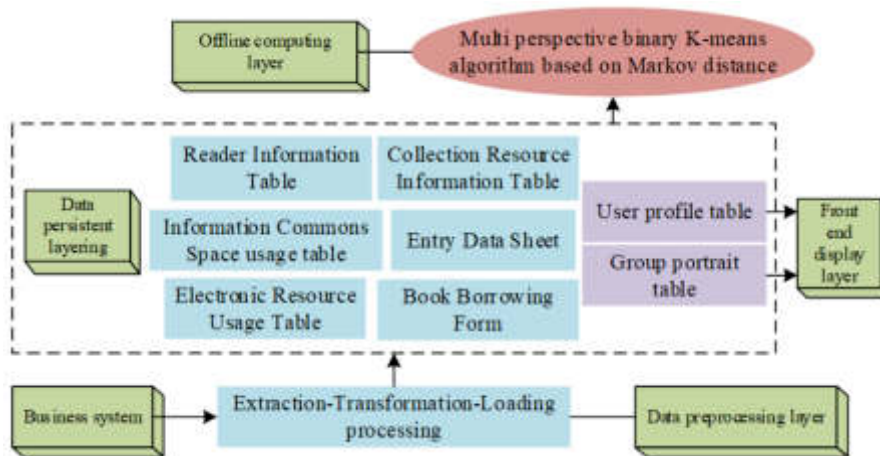 Offline computing
layer
Multi perspective binary K-means
algorithm based on Markov distance
Reader Information
Table
Collection Resource
Information Table
Data
persistent
layering
Information Commons
Space usage table
Entry Data Sheet
User profile table
Front
end
display
layer
Electronic Resource
Usage Table
Book Borrowing
Form
Group portrait
table
Business system
Extraction-Transformation-Loading
processing
Data preprocessing layer